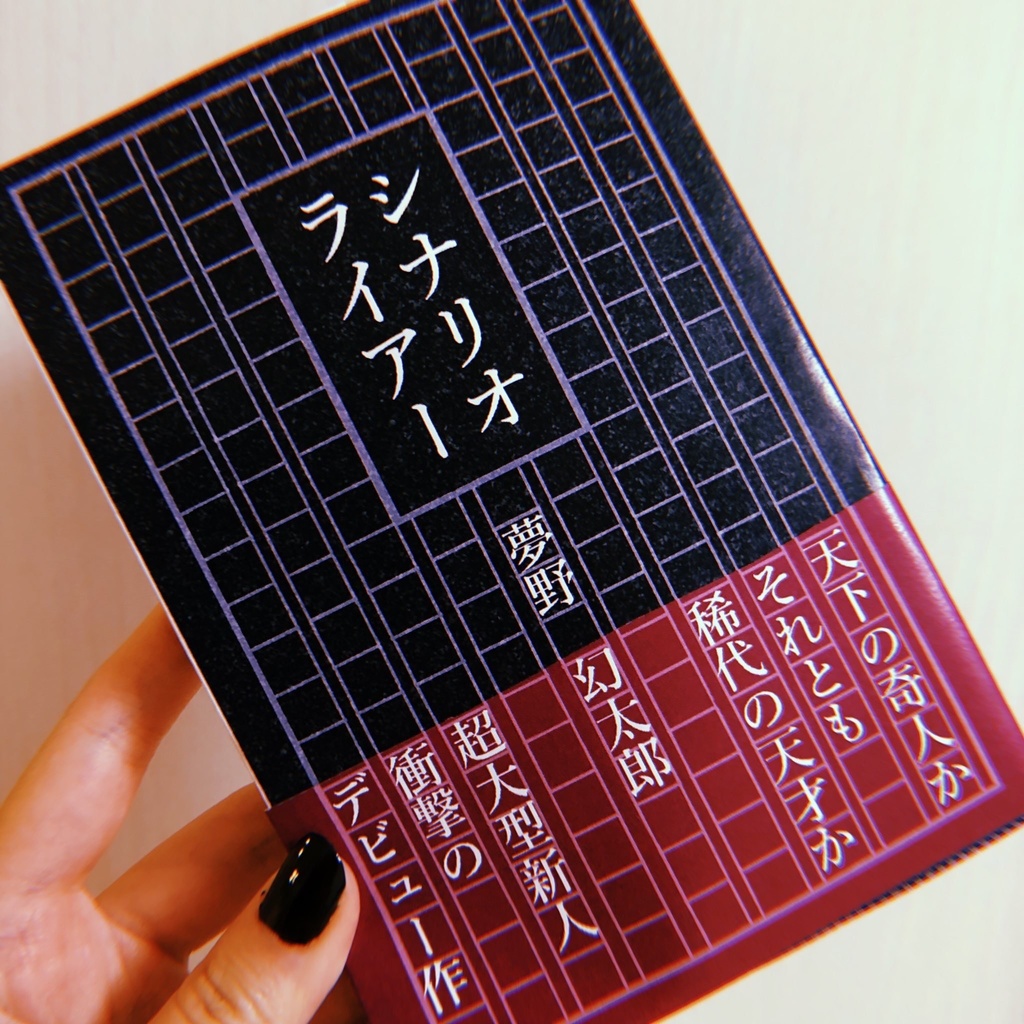 シナリオ
ライアー
夢野
幻太郎
天下の奇人か
それとも
稀代の天才か
超大型新人
衝撃の
デビュー作